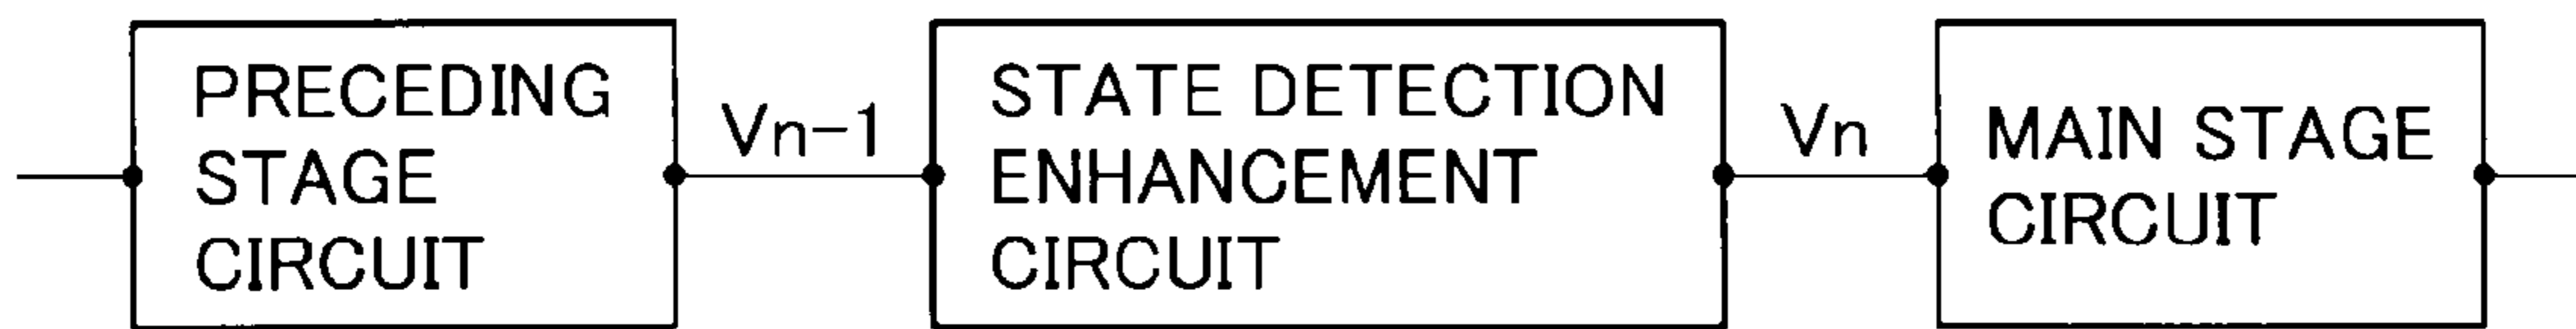 PRECEDING
STAGE
CIRCUIT
Vn-1
STATE DETECTION
ENHANCEMENT
CIRCUIT
Vn
MAIN STAGE
CIRCUIT